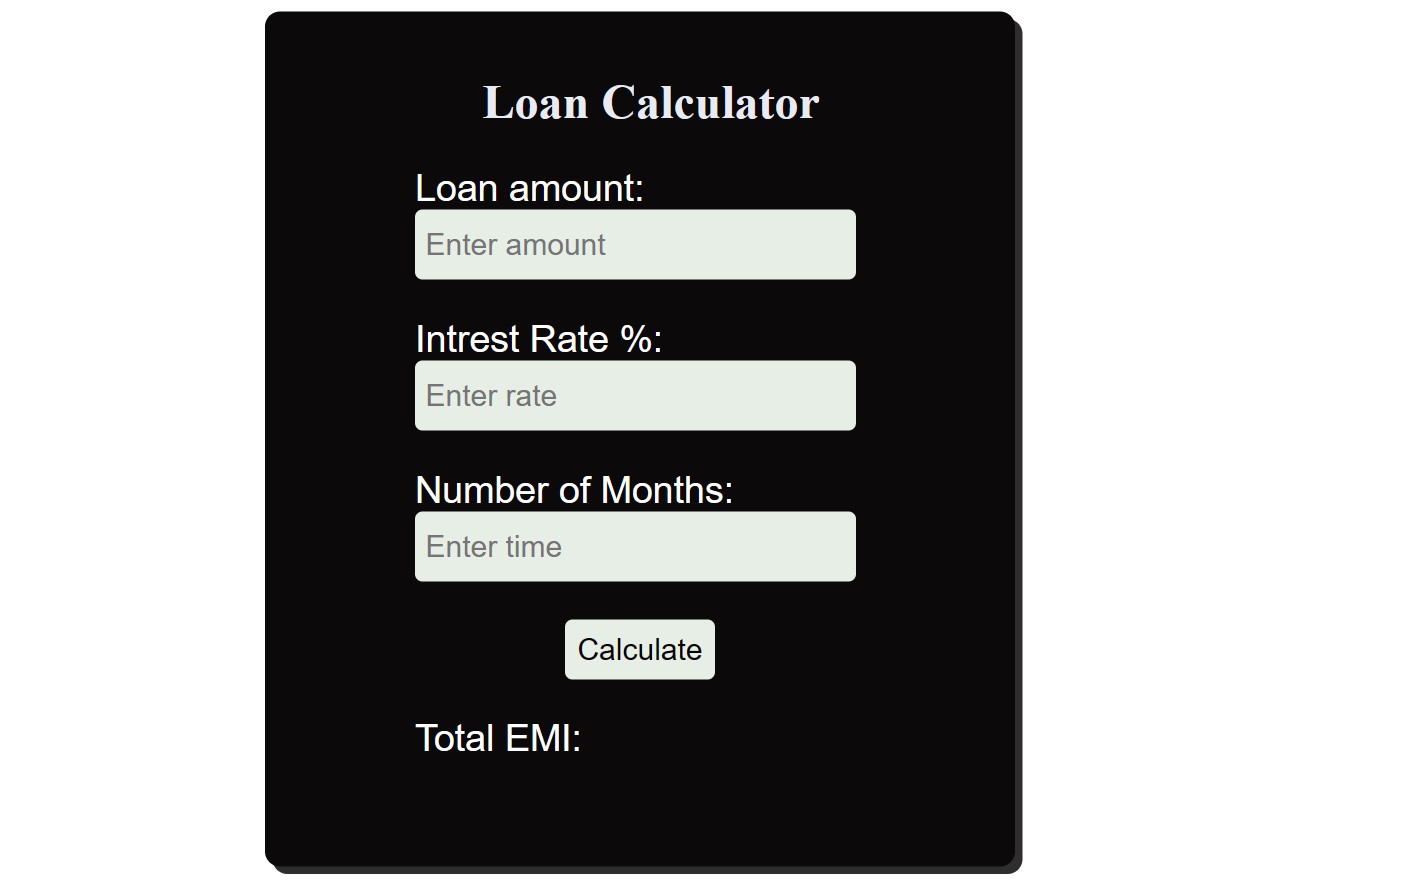 Loan Calculator
Loan amount:
Enter amount
Intrest Rate %:
Enter rate
Number of Months:
Enter time
Calculate
Total EMI: